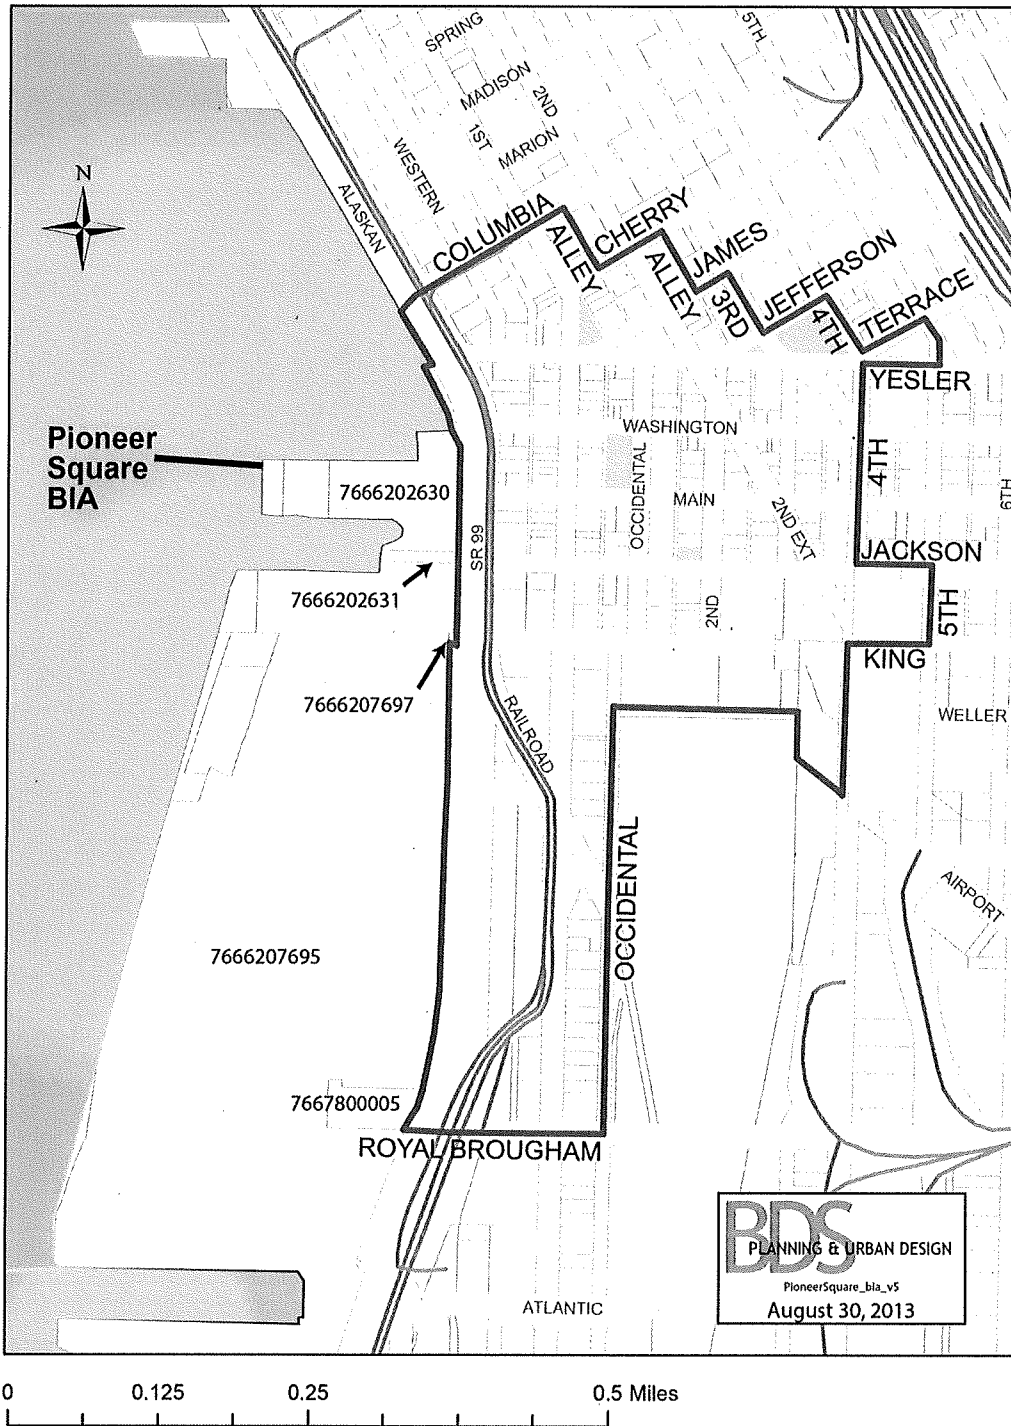 SPRING
5TH
MADISON
2ND
1ST
MARION
WESTERN
N
ALASKAN
COLUMBIA
ALLEY
CHERRY
ALLEY
JAMES
3RD
JEFFERSON
4TH
TERRACE
YESLER
Pioneer
Square
BIA
WASHINGTON
4TH
7666202630
OCCIDENTAL
MAIN
6TH
2ND EXT
SR 99
JACKSON
7666202631
2ND
5TH
KING
7666207697
RAILROAD
WELLER
OCCIDENTAL
AIRPORT
7666207695
7667800005
ROYAL BROUGHAM
BDS
PLANNING & URBAN DESIGN
PioneerSquare_bia_v5
August 30, 2013
ATLANTIC
0 0.125 0.25 0.5 Miles